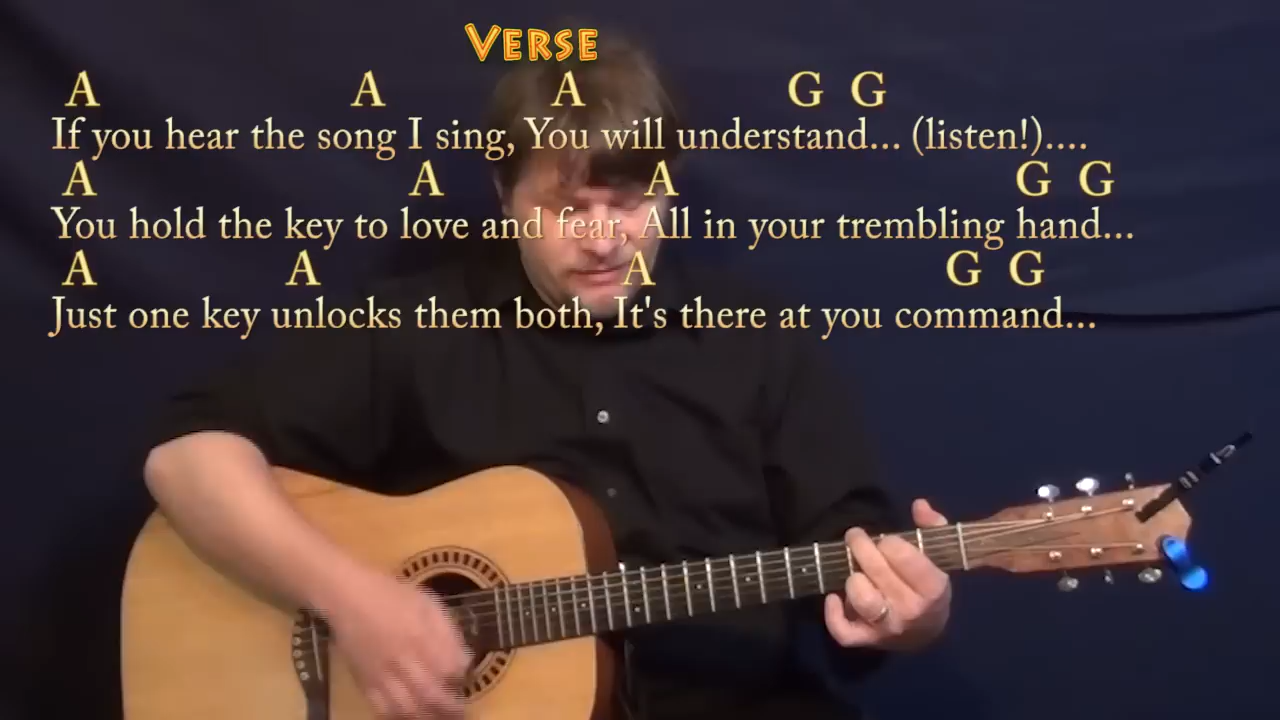 VERSE
A A A G G
If you hear the song I sing, You will understand... (listen!)....
A A A G G
You hold the key to love and fear, All in your trembling hand...
A A A G G
Just one key unlocks them both, It's there at you command...